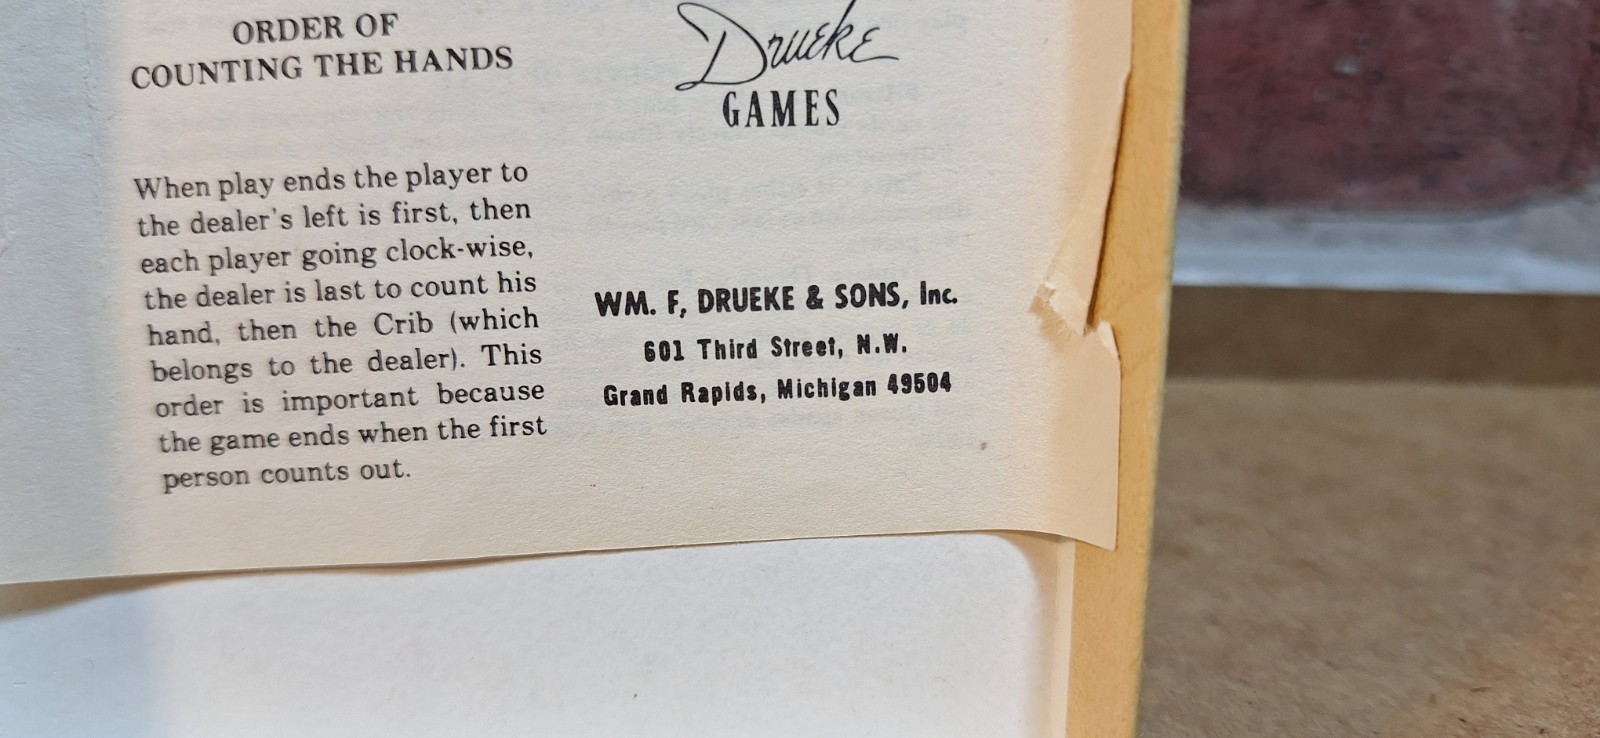 ORDER OF
COUNTING THE HANDS
When play ends the player to
the dealer's left is first, then
each player going clock-wise,
the dealer is last to count his
hand, then the Crib (which
belongs to the dealer). This
order is important because
the game ends when the first
person counts out.
Drueke
GAMES
WM. F, DRUEKE & SONS, Inc.
601 Third Street, N.W.
Grand Rapids, Michigan 49504